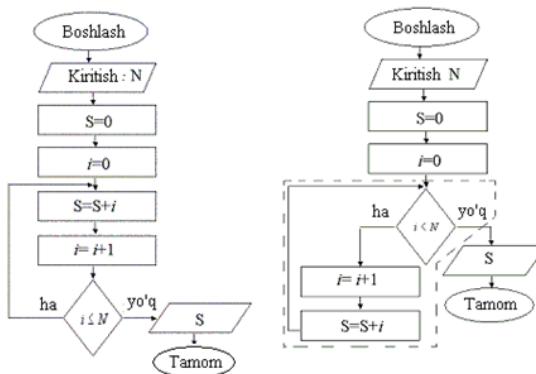 Boshlash
Kiritish : N
S=0
i=0
S=S+i
i= i+1
ha
i ≤ N
yo'q
S
Tamom
Boshlash
Kiritish N
S=0
i=0
ha
i < N
yo'q
i= i+1
S
S=S+i
Tamom